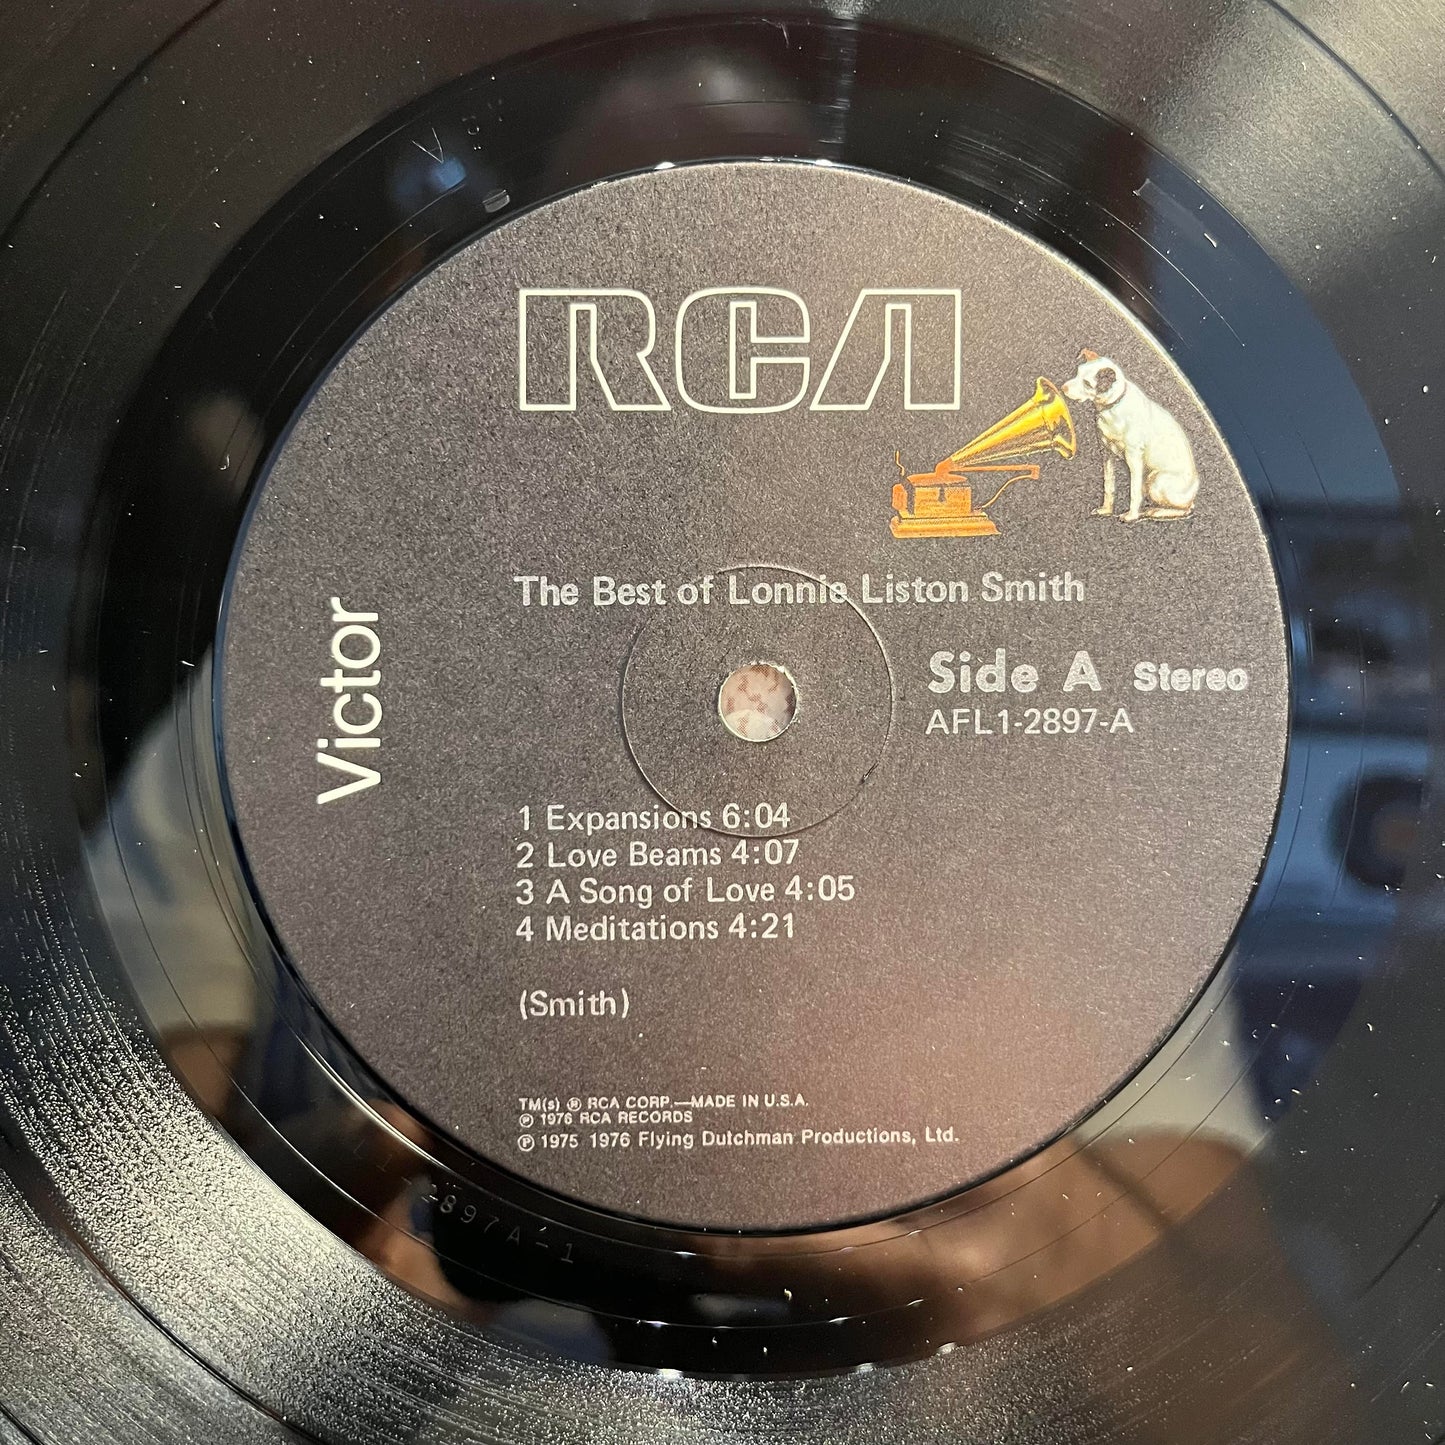 V
RCA
Victor
The Best of Lonnie Liston Smith
Side A Stereo
AFL1-2897-A
1 Expansions 6:04
2 Love Beams 4:07
3 A Song of Love 4:05
4 Meditations 4:21
(Smith)
TM(s) ® RCA CORP.—MADE IN U.S.A.
℗ 1976 RCA RECORDS
℗ 1975 1976 Flying Dutchman Productions, Ltd.
2897A-1